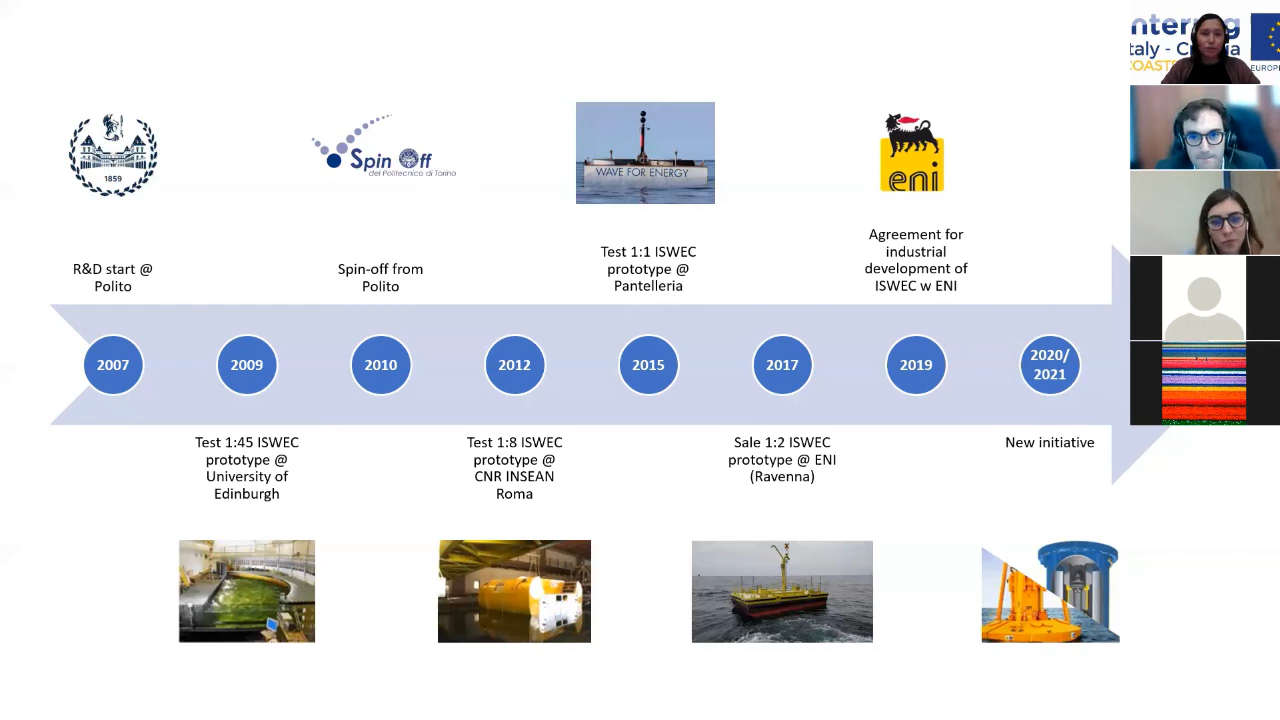 1859
Spin Off
del Politecnico di Torino
WAVE FOR ENERGY
eni
R&D start @
Polito
Spin-off from
Polito
Test 1:1 ISWEC
prototype @
Pantelleria
Agreement for
industrial
development of
ISWEC w ENI
2007
2009
2010
2012
2015
2017
2019
2020/
2021
Test 1:45 ISWEC
prototype @
University of
Edinburgh
Test 1:8 ISWEC
prototype @
CNR INSEAN
Roma
Sale 1:2 ISWEC
prototype @ ENI
(Ravenna)
New initiative